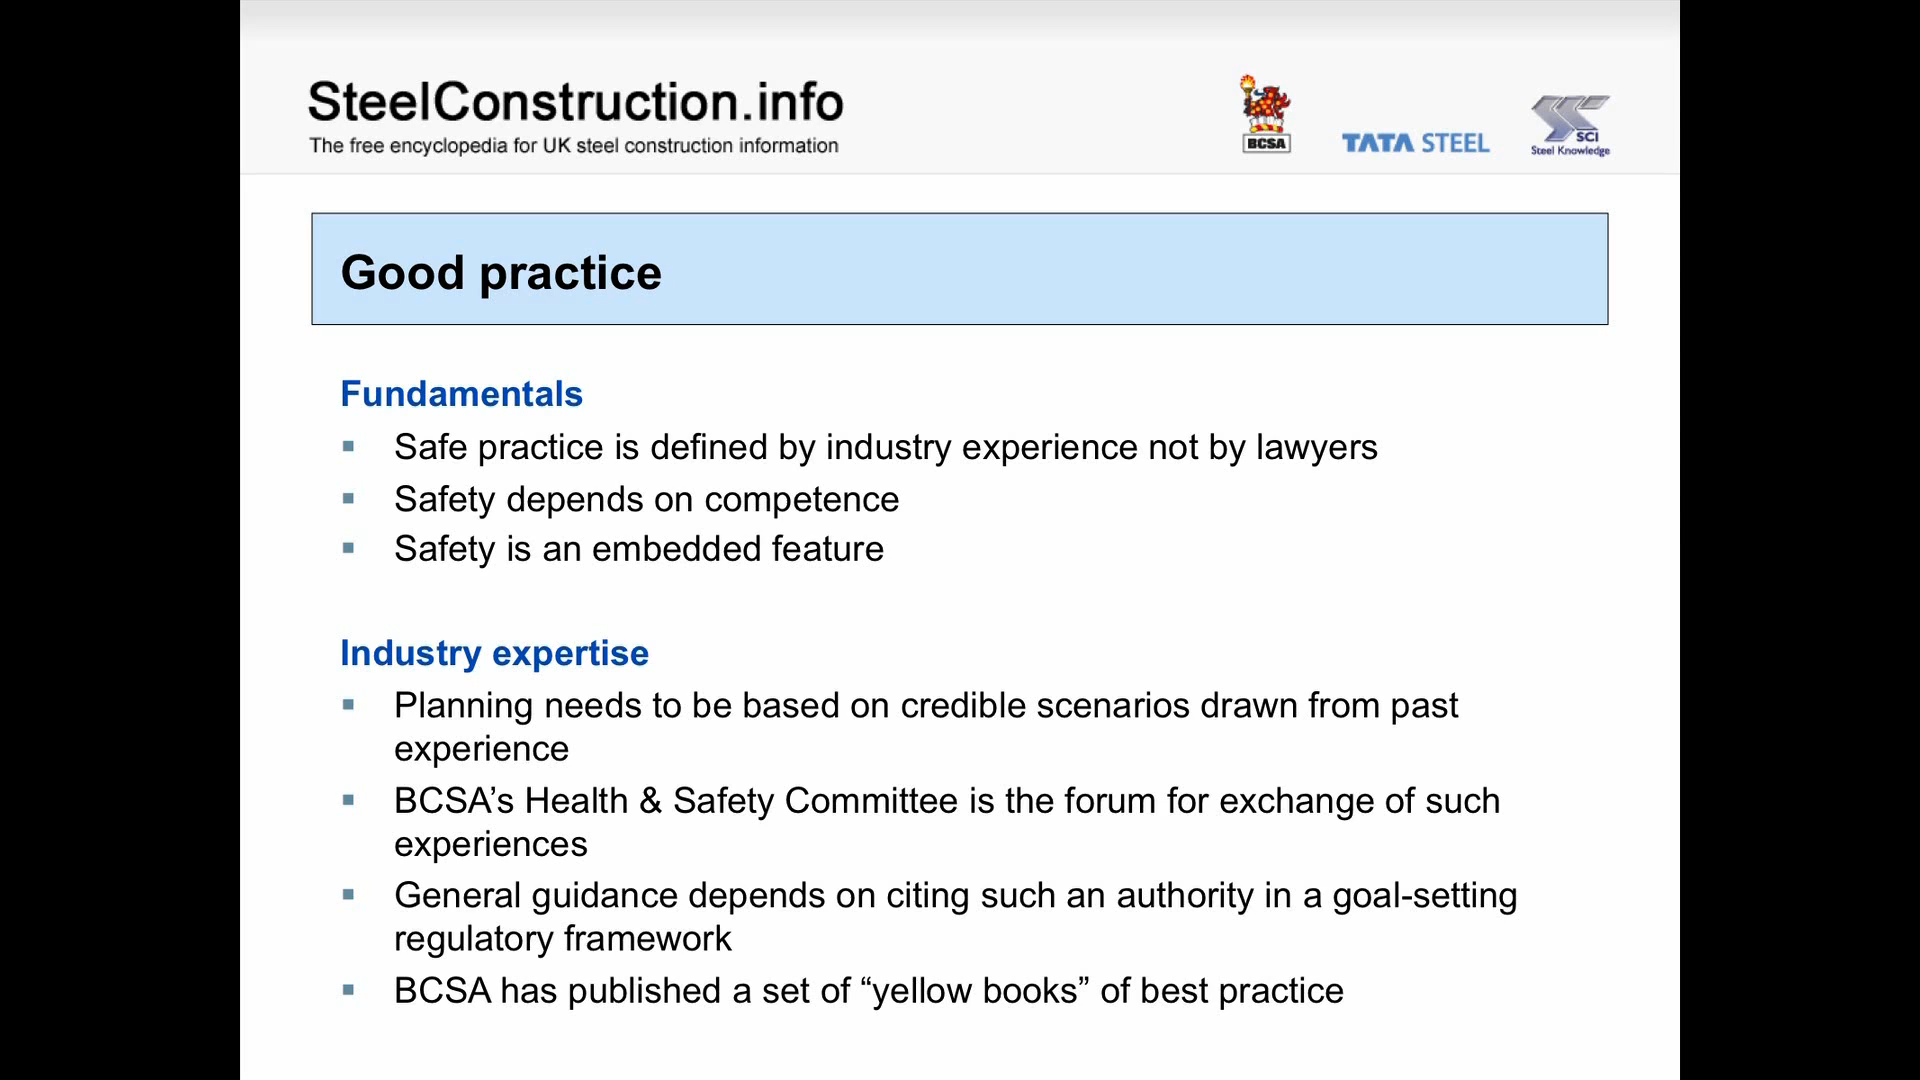 SteelConstruction.info
The free encyclopedia for UK steel construction information
BCSA
TATA STEEL
SCI
Steel Knowledge
Good practice
Fundamentals
Safe practice is defined by industry experience not by lawyers
Safety depends on competence
Safety is an embedded feature
Industry expertise
Planning needs to be based on credible scenarios drawn from past
experience
BCSA’s Health & Safety Committee is the forum for exchange of such
experiences
General guidance depends on citing such an authority in a goal-setting
regulatory framework
BCSA has published a set of “yellow books” of best practice